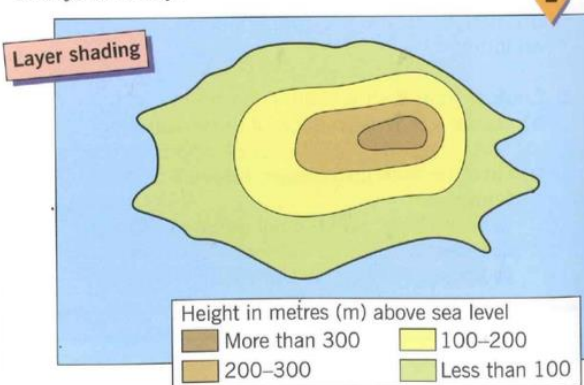 Layer shading
Height in metres (m) above sea level
More than 300
100–200
200–300
Less than 100